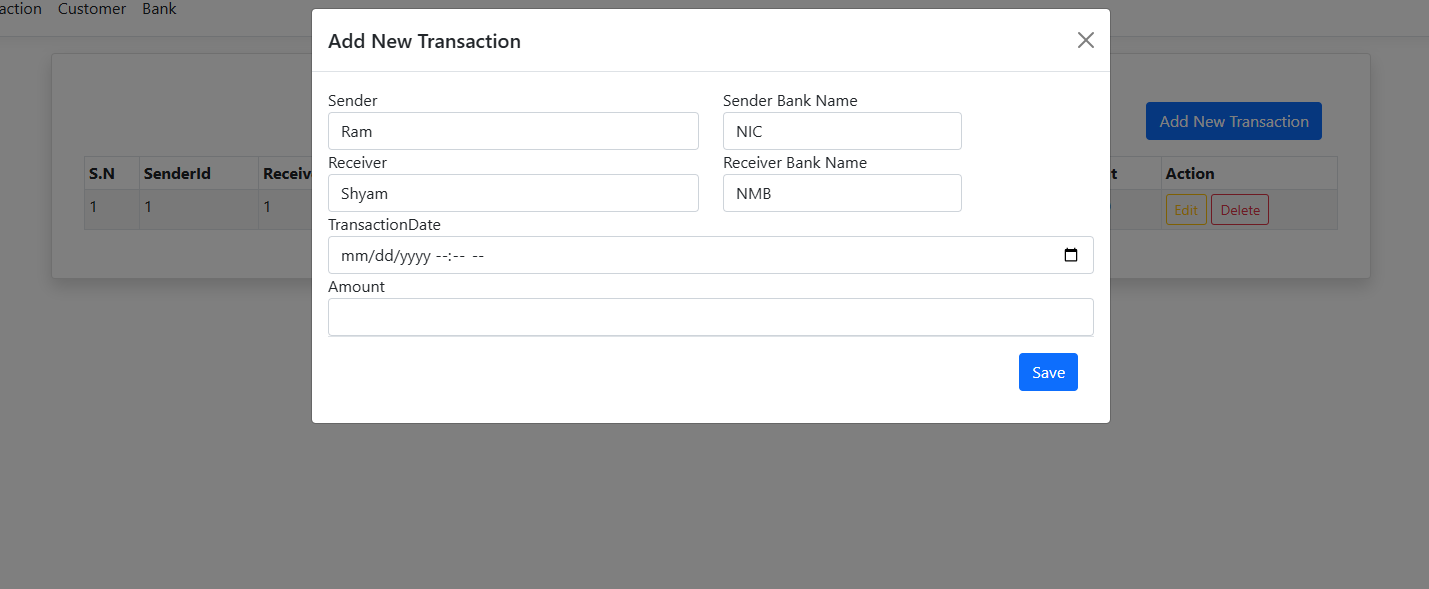 action Customer Bank
Add New Transaction
Sender Sender Bank Name
Ram NIC
Add New Transaction
Receiver Receiver Bank Name
S.N SenderId Receiv t Action
Shyam NMB
1 1 1 Edit Delete
TransactionDate
mm/dd/yyyy --:-- --
Amount
Save